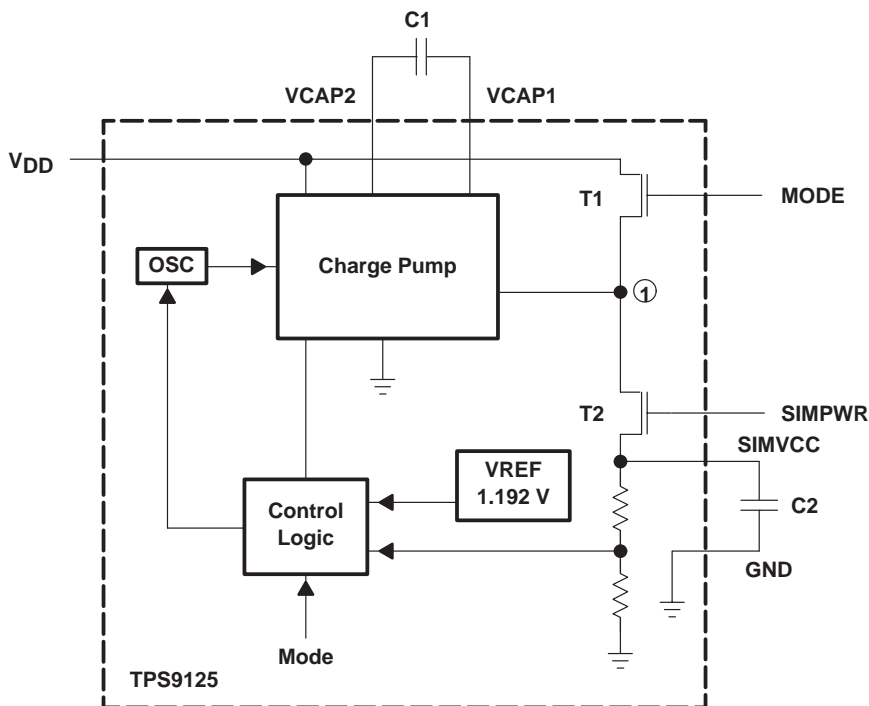 C1
VCAP2
VCAP1
VDD
T1
MODE
OSC
Charge Pump
1
T2
SIMPWR
SIMVCC
VREF
1.192 V
Control
Logic
C2
GND
Mode
TPS9125